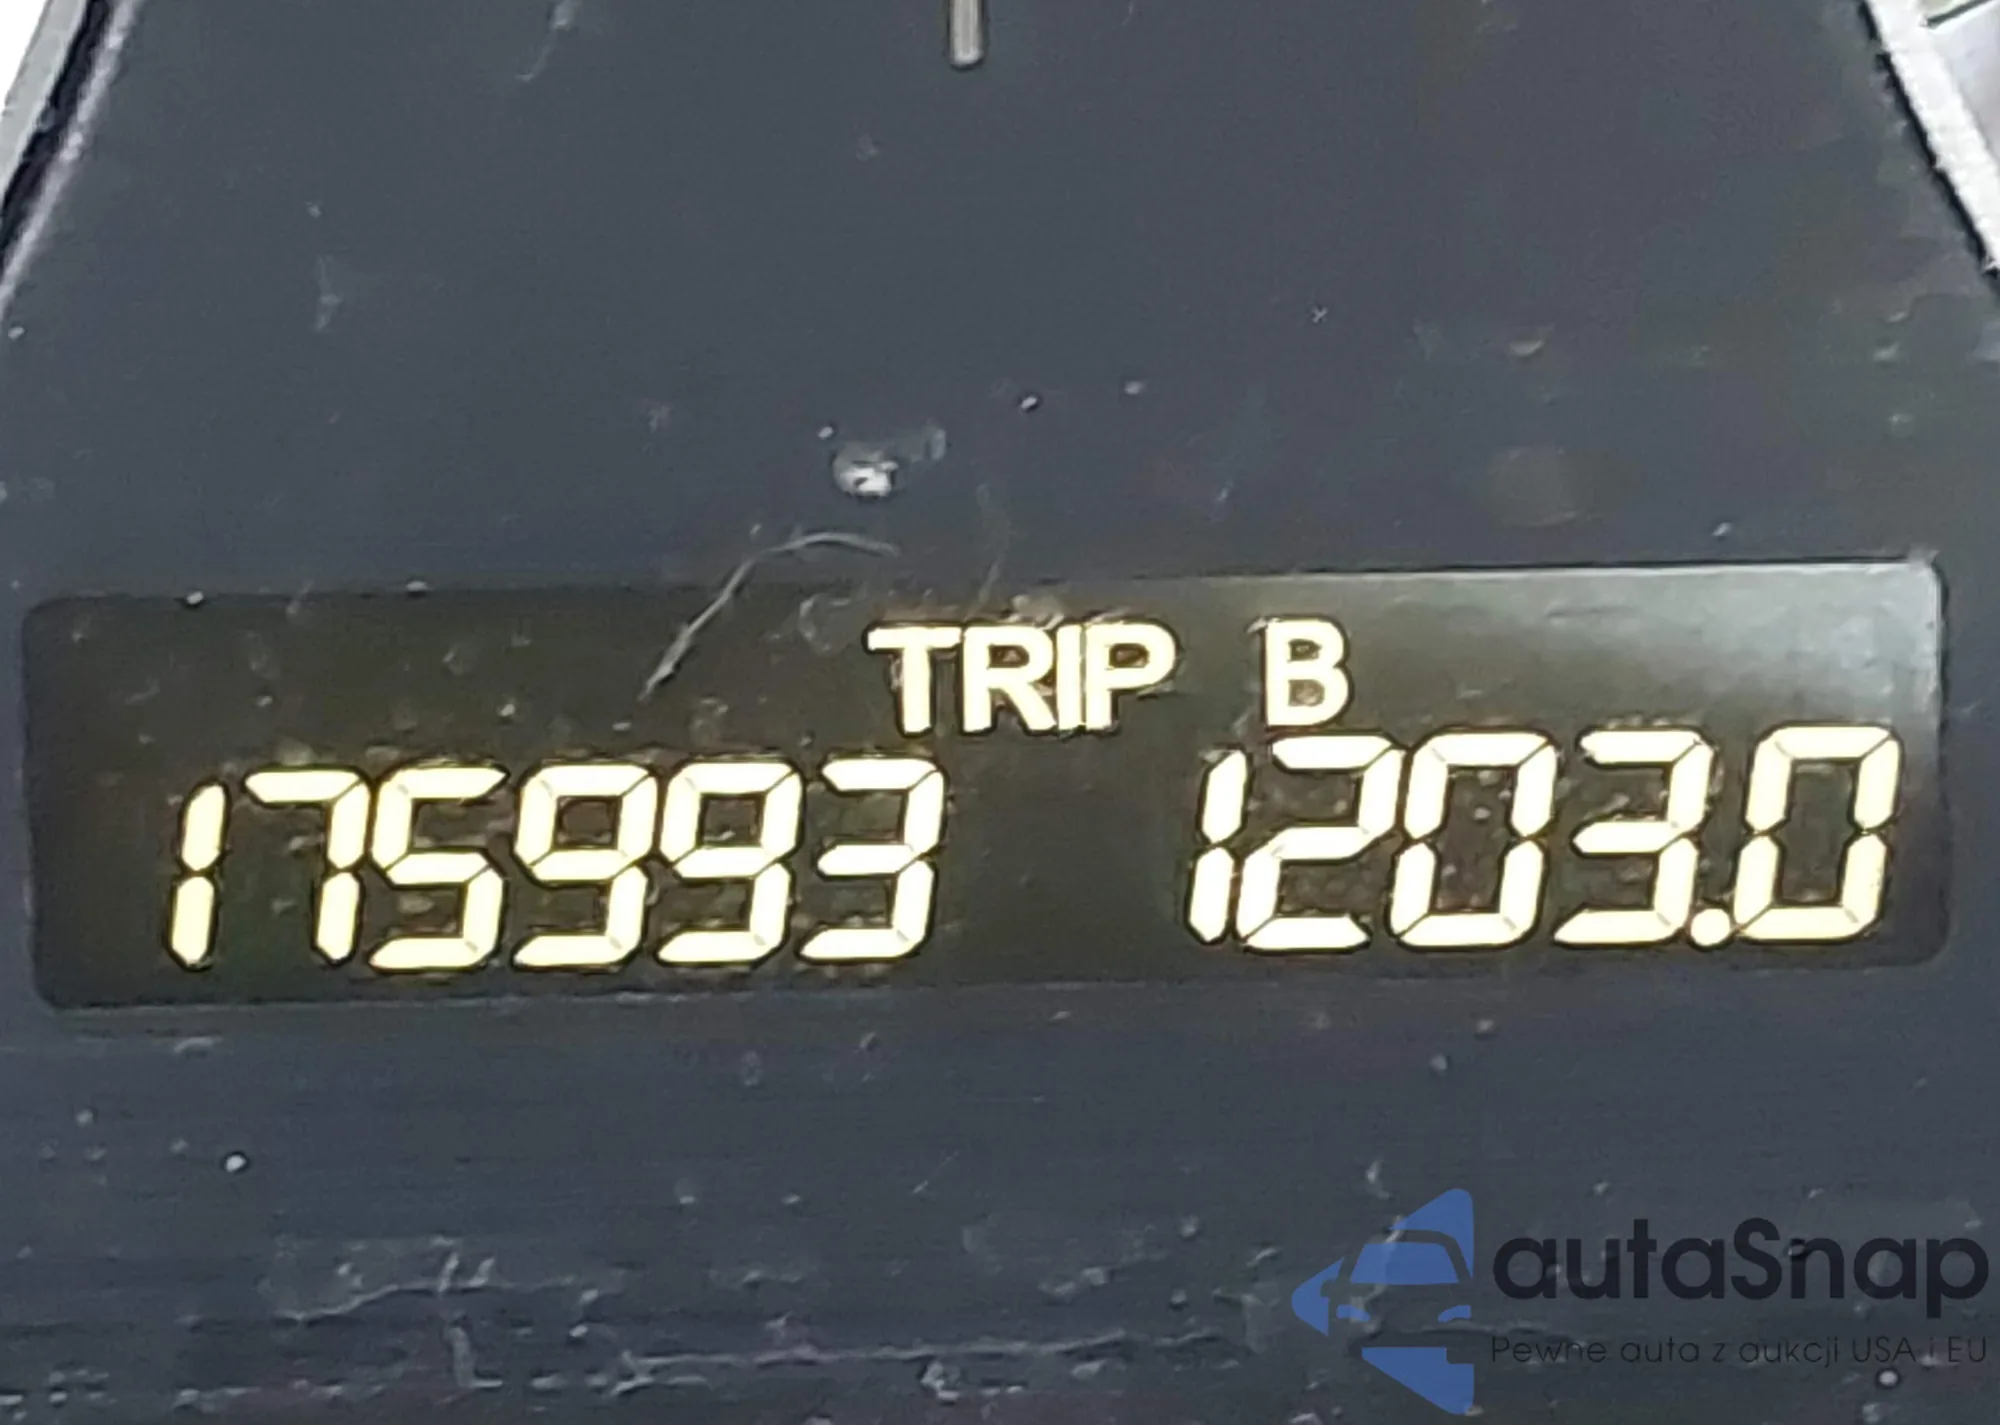 TRIP B
175993 1203.0
autaSnap
Pewne auta z aukcji USA i EU